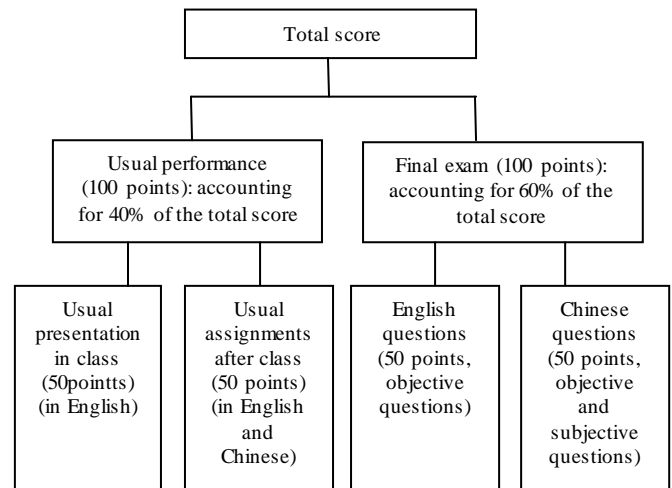 Total score
Usual performance
(100 points): accounting
for 40% of the total score
Final exam (100 points):
accounting for 60% of the
total score
Usual
presentation
in class
(50pointts)
(in English)
Usual
assignments
after class
(50 points)
(in English
and
Chinese)
English
questions
(50 points,
objective
questions)
Chinese
questions
(50 points,
objective
and
subjective
questions)